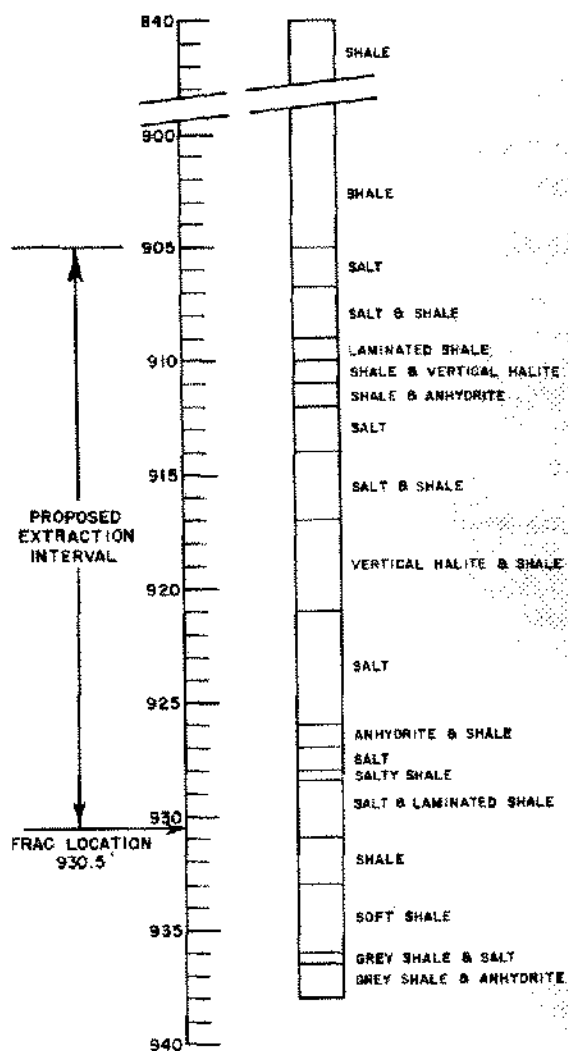 840
SHALE
900
SHALE
905
SALT
SALT & SHALE
LAMINATED SHALE
910
SHALE & VERTICAL HALITE
SHALE & ANHYDRITE
SALT
915
SALT & SHALE
PROPOSED
EXTRACTION
INTERVAL
VERTICAL HALITE & SHALE
920
SALT
925
ANHYDRITE & SHALE
SALT
SALTY SHALE
SALT & LAMINATED SHALE
930
FRAC LOCATION
930.5'
SHALE
SOFT SHALE
935
GREY SHALE & SALT
GREY SHALE & ANHYDRITE
940